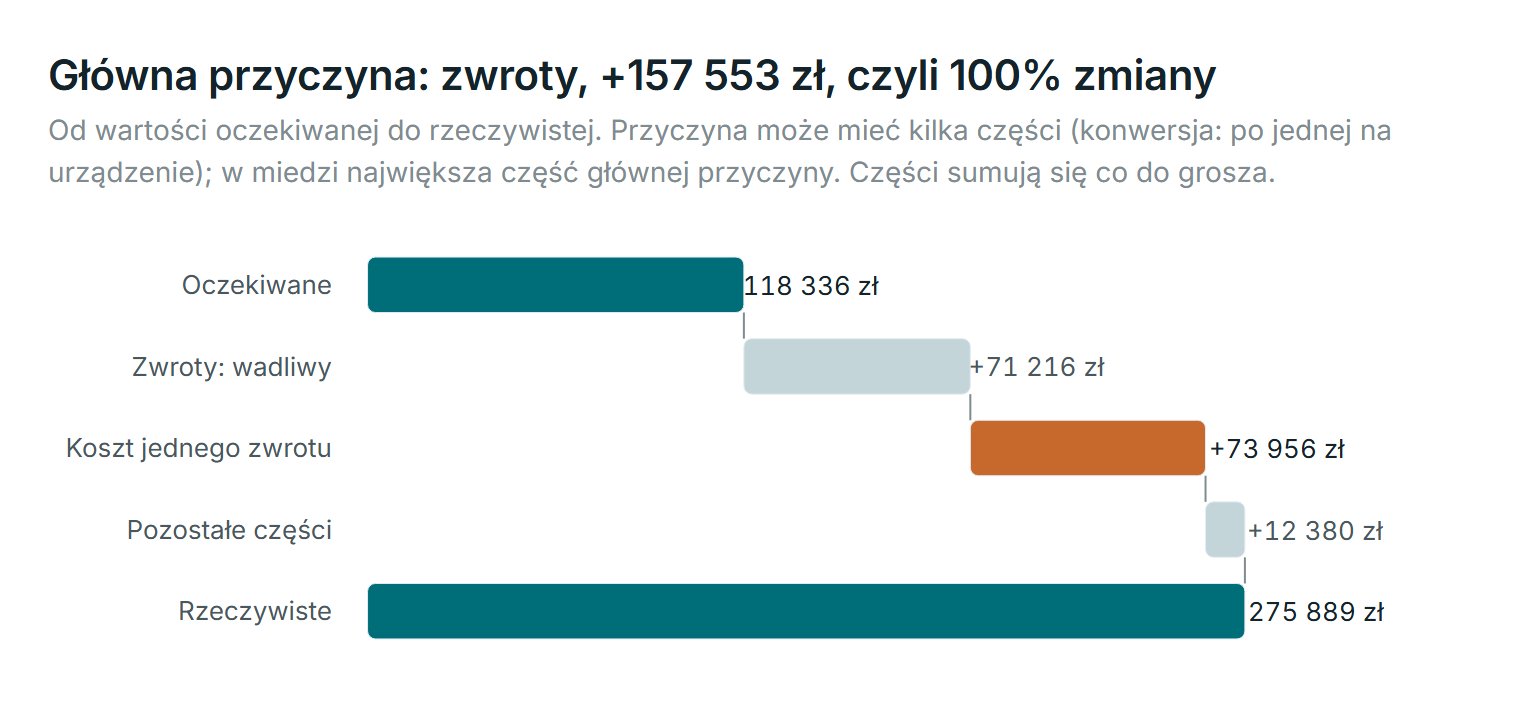 Główna przyczyna: zwroty, +157 553 zł, czyli 100% zmiany
Od wartości oczekiwanej do rzeczywistej. Przyczyna może mieć kilka części (konwersja: po jednej na
urządzenie); w miedzi największa część głównej przyczyny. Części sumują się co do grosza.
Oczekiwane 118 336 zł
Zwroty: wadliwy +71 216 zł
Koszt jednego zwrotu +73 956 zł
Pozostałe części +12 380 zł
Rzeczywiste 275 889 zł